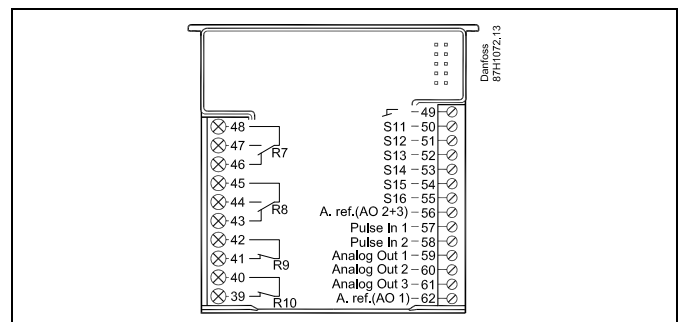 Danfoss
87H1072.13
48
47
R7
46
45
44
R8
43
42
41
R9
40
39
R10
49
S11 – 50
S12 – 51
S13 – 52
S14 – 53
S15 – 54
S16 – 55
A. ref.(AO 2+3) – 56
Pulse In 1 – 57
Pulse In 2 – 58
Analog Out 1 – 59
Analog Out 2 – 60
Analog Out 3 – 61
A. ref.(AO 1) – 62